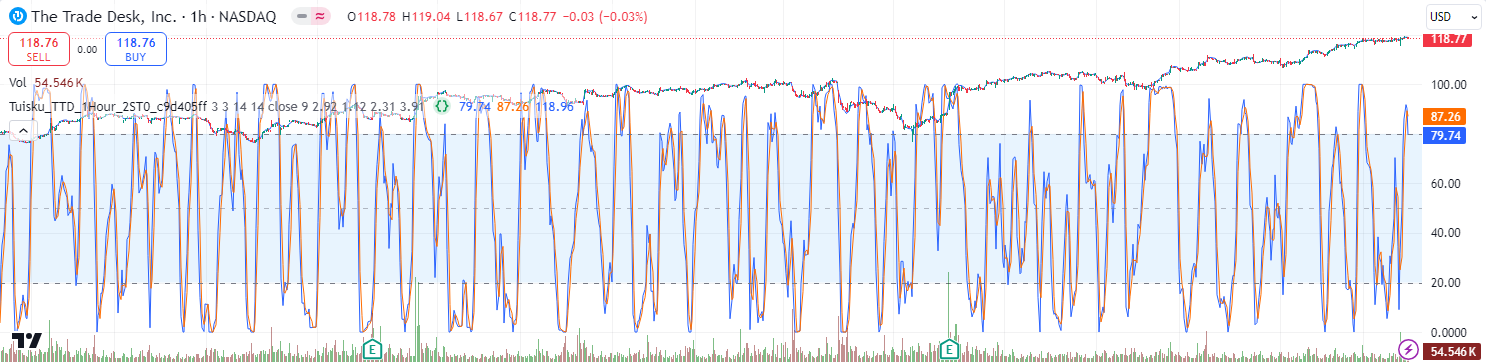 The Trade Desk, Inc. · 1h · NASDAQ O118.78 H119.04 L118.67 C118.77 −0.03 (−0.03%)
USD
118.76 SELL
0.00
118.76 BUY
118.77
Vol 54.546 K
100.00
Tuisku_TTD_1Hour_2ST0_c9d405ff 3 3 14 14 close 9 2.92 1.42 2.31 3.91 {} 79.74 87.26 118.96
87.26
79.74
60.00
40.00
20.00
0.0000
E
E
54.546 K